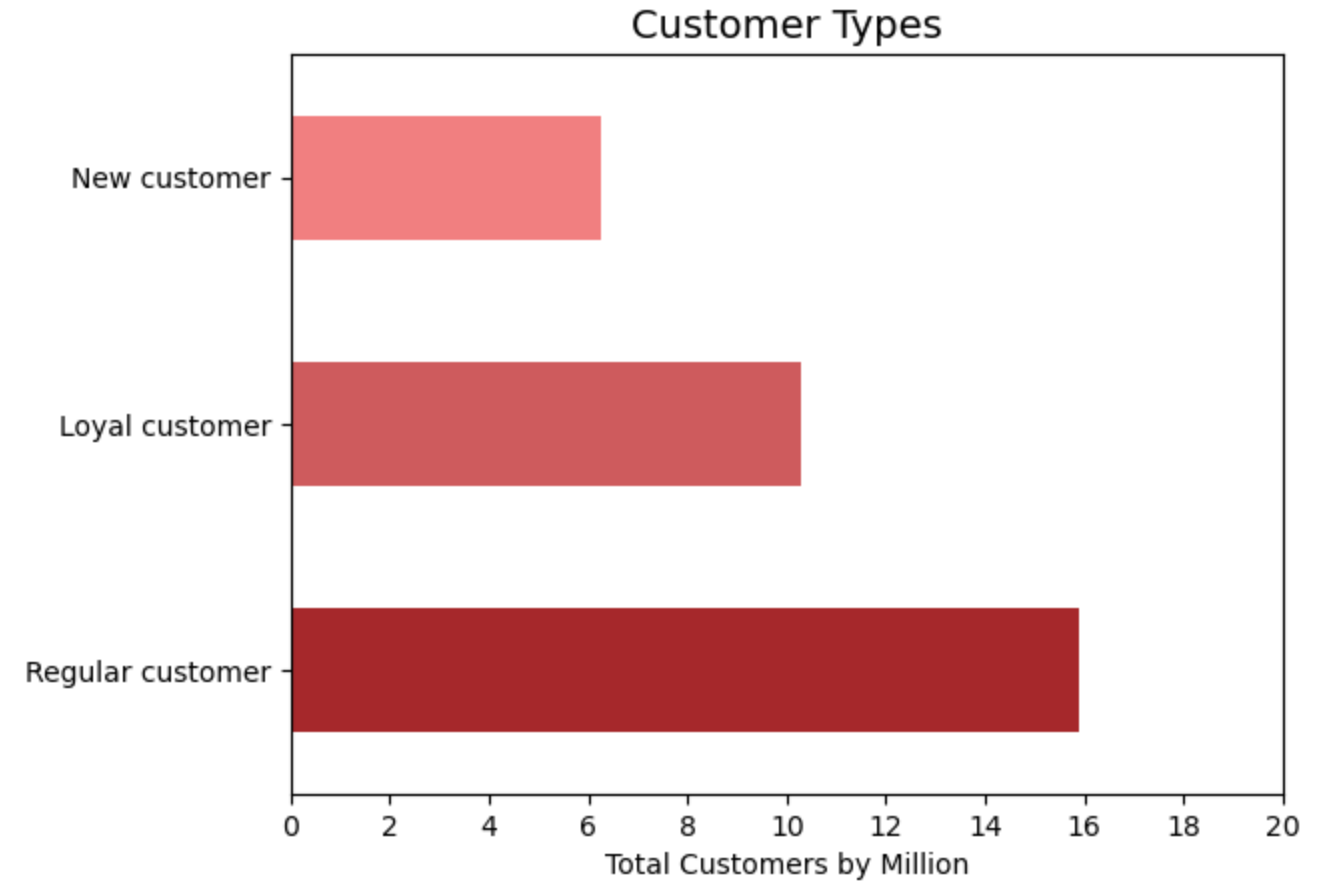 Customer Types
New customer
Loyal customer
Regular customer
0 2 4 6 8 10 12 14 16 18 20
Total Customers by Million